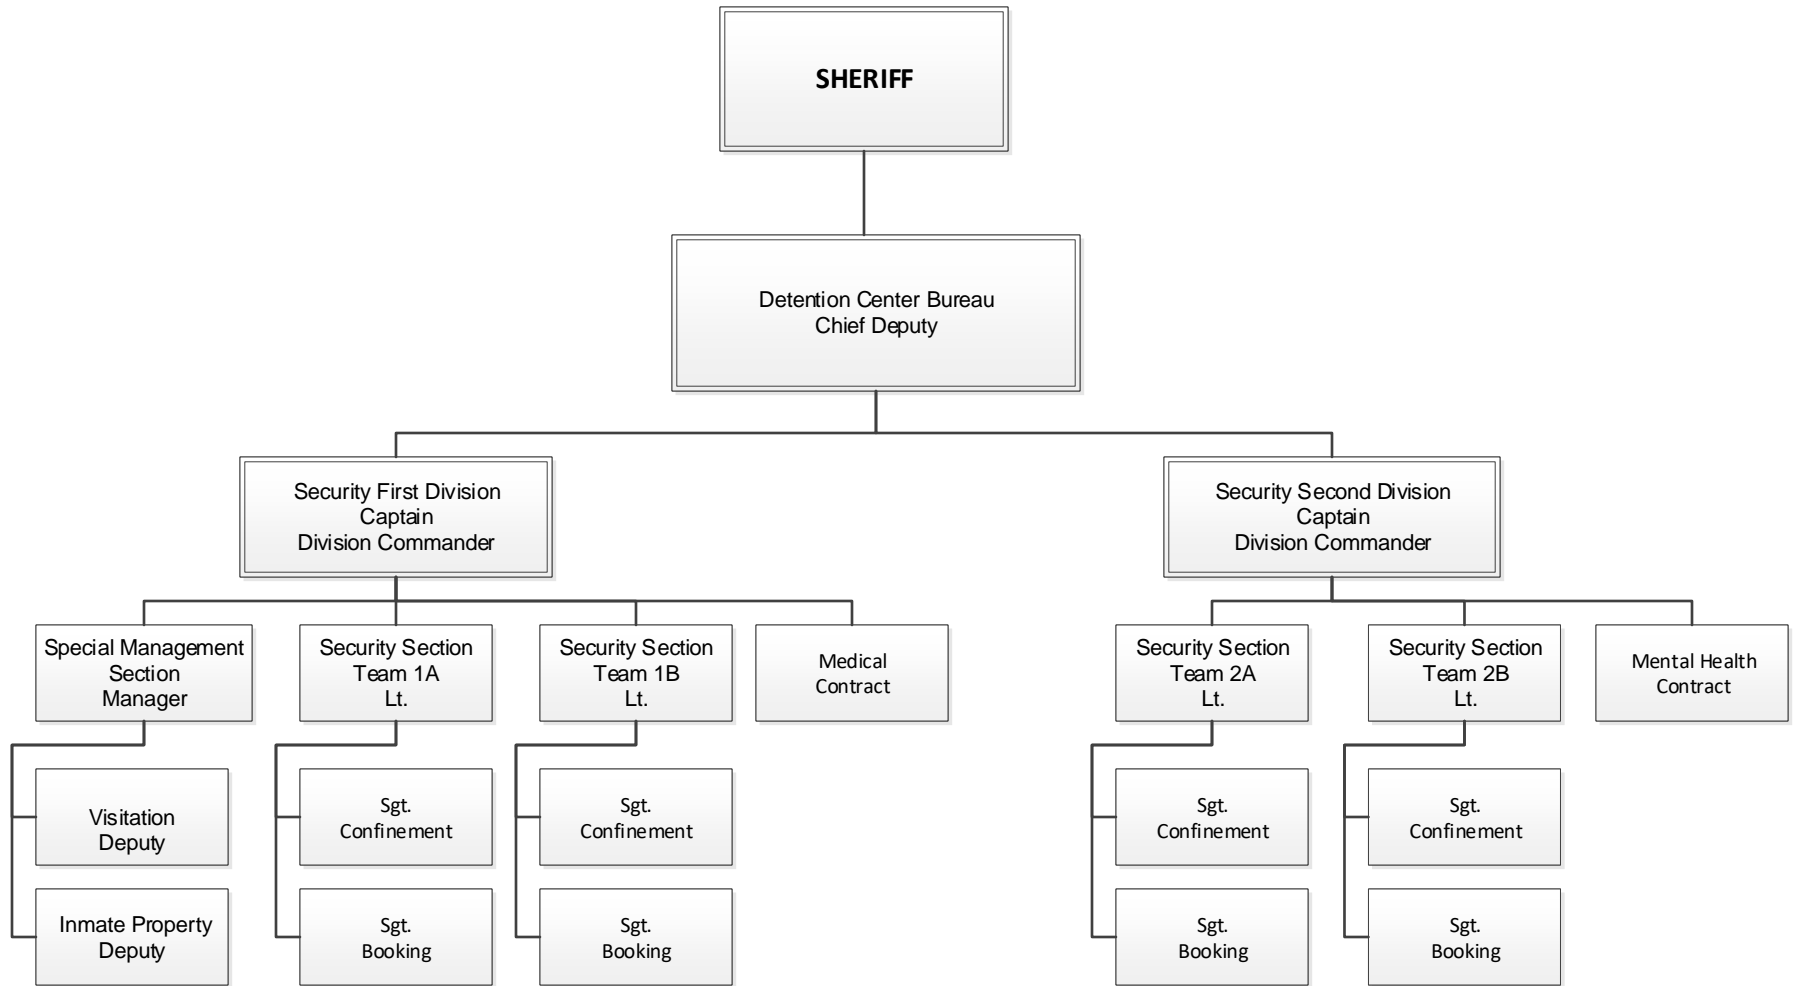 SHERIFF
Detention Center Bureau
Chief Deputy
Security First Division
Captain
Division Commander
Security Second Division
Captain
Division Commander
Special Management
Section
Manager
Security Section
Team 1A
Lt.
Security Section
Team 1B
Lt.
Medical
Contract
Security Section
Team 2A
Lt.
Security Section
Team 2B
Lt.
Mental Health
Contract
Visitation
Deputy
Sgt.
Confinement
Sgt.
Confinement
Sgt.
Confinement
Sgt.
Confinement
Inmate Property
Deputy
Sgt.
Booking
Sgt.
Booking
Sgt.
Booking
Sgt.
Booking